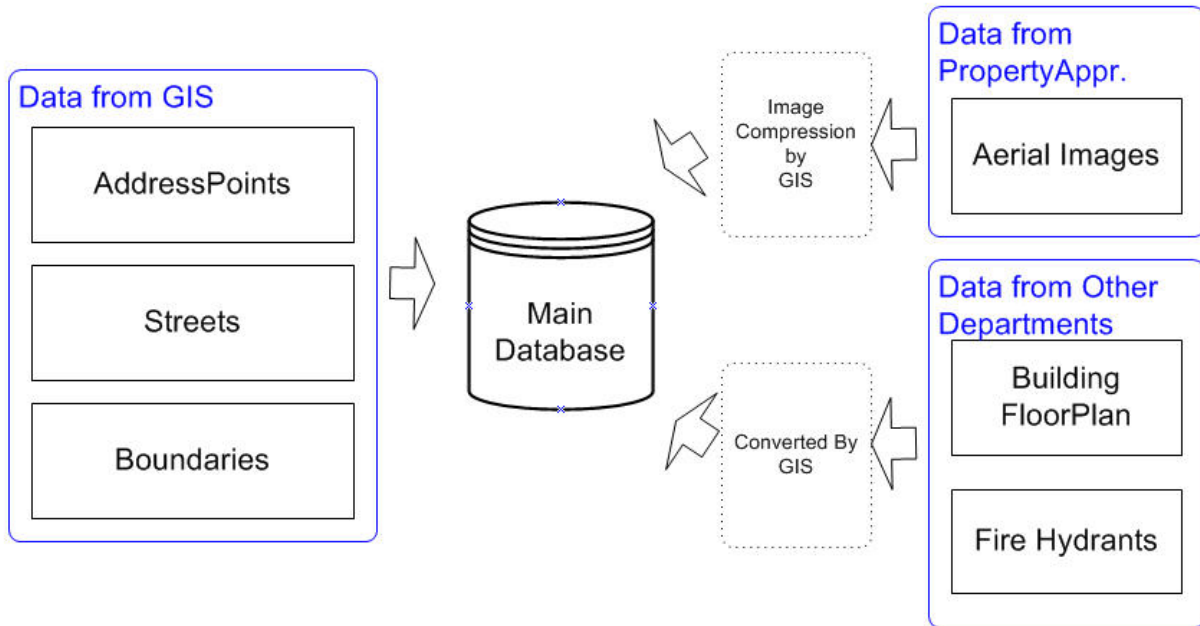 Data from GIS
AddressPoints
Streets
Boundaries
Main
Database
Image
Compression
by
GIS
Converted By
GIS
Data from
PropertyAppr.
Aerial Images
Data from Other
Departments
Building
FloorPlan
Fire Hydrants